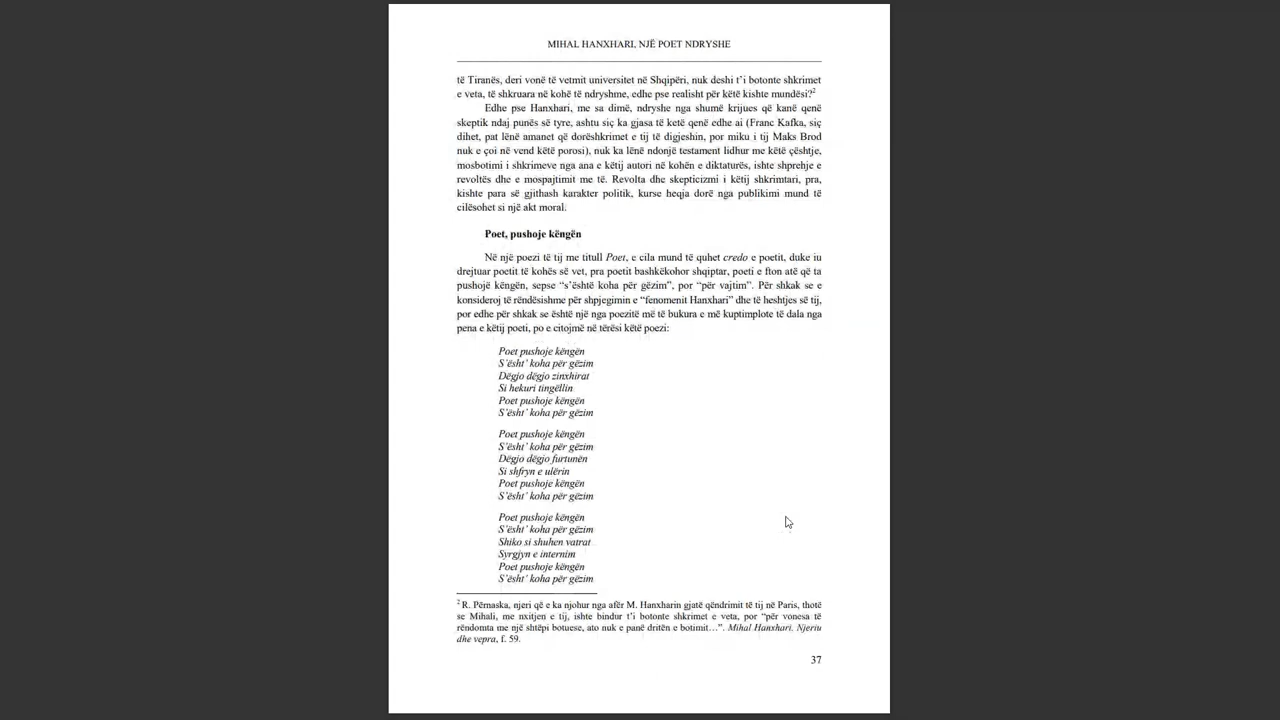 MIHAL HANXHARI, NJË POET NDRYSHE
të Tiranës, deri vonë të vetmit universitet në Shqipëri, nuk deshi t’i botonte shkrimet
e veta, të shkruara në kohë të ndryshme, edhe pse realisht për këtë kishte mundësi?2
Edhe pse Hanxhari, me sa dimë, ndryshe nga shumë krijues që kanë qenë
skeptik ndaj punës së tyre, ashtu siç ka gjasa të ketë qenë edhe ai (Franc Kafka, siç
dihet, pat lënë amanet që dorëshkrimet e tij të digjeshin, por miku i tij Maks Brod
nuk e çoi në vend këtë porosi), nuk ka lënë ndonjë testament lidhur me këtë çështje,
mosbotimi i shkrimeve nga ana e këtij autori në kohën e diktaturës, ishte shprehje e
revoltës dhe e mospajtimit me të. Revolta dhe skepticizmi i këtij shkrimtari, pra,
kishte para së gjithash karakter politik, kurse heqja dorë nga publikimi mund të
cilësohet si një akt moral.
Poet, pushoje këngën
Në një poezi të tij me titull Poet, e cila mund të quhet credo e poetit, duke iu
drejtuar poetit të kohës së vet, pra poetit bashkëkohor shqiptar, poeti e fton atë që ta
pushojë këngën, sepse “s’është koha për gëzim”, por “për vajtim”. Për shkak se e
konsideroj të rëndësishme për shpjegimin e “fenomenit Hanxhari” dhe të heshtjes së tij,
por edhe për shkak se është një nga poezitë më të bukura e më kuptimplote të dala nga
pena e këtij poeti, po e citojmë në tërësi këtë poezi:
Poet pushoje këngën
S’ësht’ koha për gëzim
Dëgjo dëgjo zinxhirat
Si hekuri tingëllin
Poet pushoje këngën
S’ësht’ koha për gëzim
Poet pushoje këngën
S’ësht’ koha për gëzim
Dëgjo dëgjo furtunën
Si shfryn e ulërin
Poet pushoje këngën
S’ësht’ koha për gëzim
Poet pushoje këngën
S’ësht’ koha për gëzim
Shiko si shuhen vatrat
Syrgjyn e internim
Poet pushoje këngën
S’ësht’ koha për gëzim
2 R. Përnaska, njeri që e ka njohur nga afër M. Hanxharin gjatë qëndrimit të tij në Paris, thotë
se Mihali, me nxitjen e tij, ishte bindur t’i botonte shkrimet e veta, por “për vonesa të
rëndomta me një shtëpi botuese, ato nuk e panë dritën e botimit…”. Mihal Hanxhari. Njeriu
dhe vepra, f. 59.
37